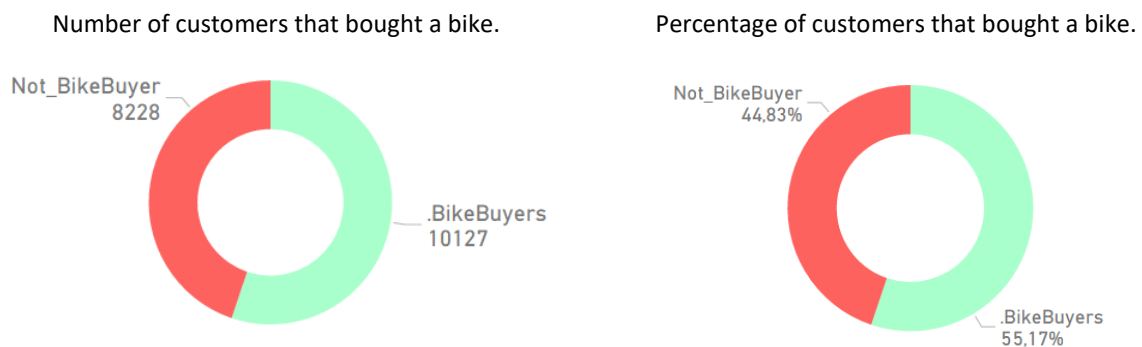 Number of customers that bought a bike.
Not_BikeBuyer
8228
.BikeBuyers
10127
Percentage of customers that bought a bike.
Not_BikeBuyer
44,83%
.BikeBuyers
55,17%